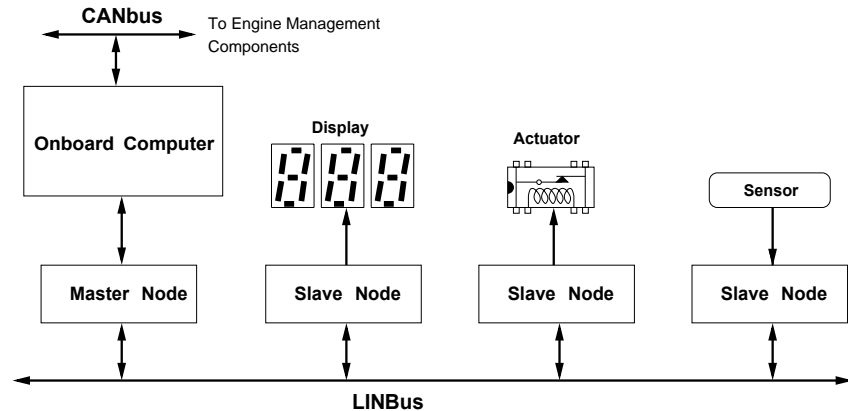 CANbus
To Engine Management
Components
Onboard Computer
Display
Actuator
Sensor
Master Node
Slave Node
Slave Node
Slave Node
LINBus